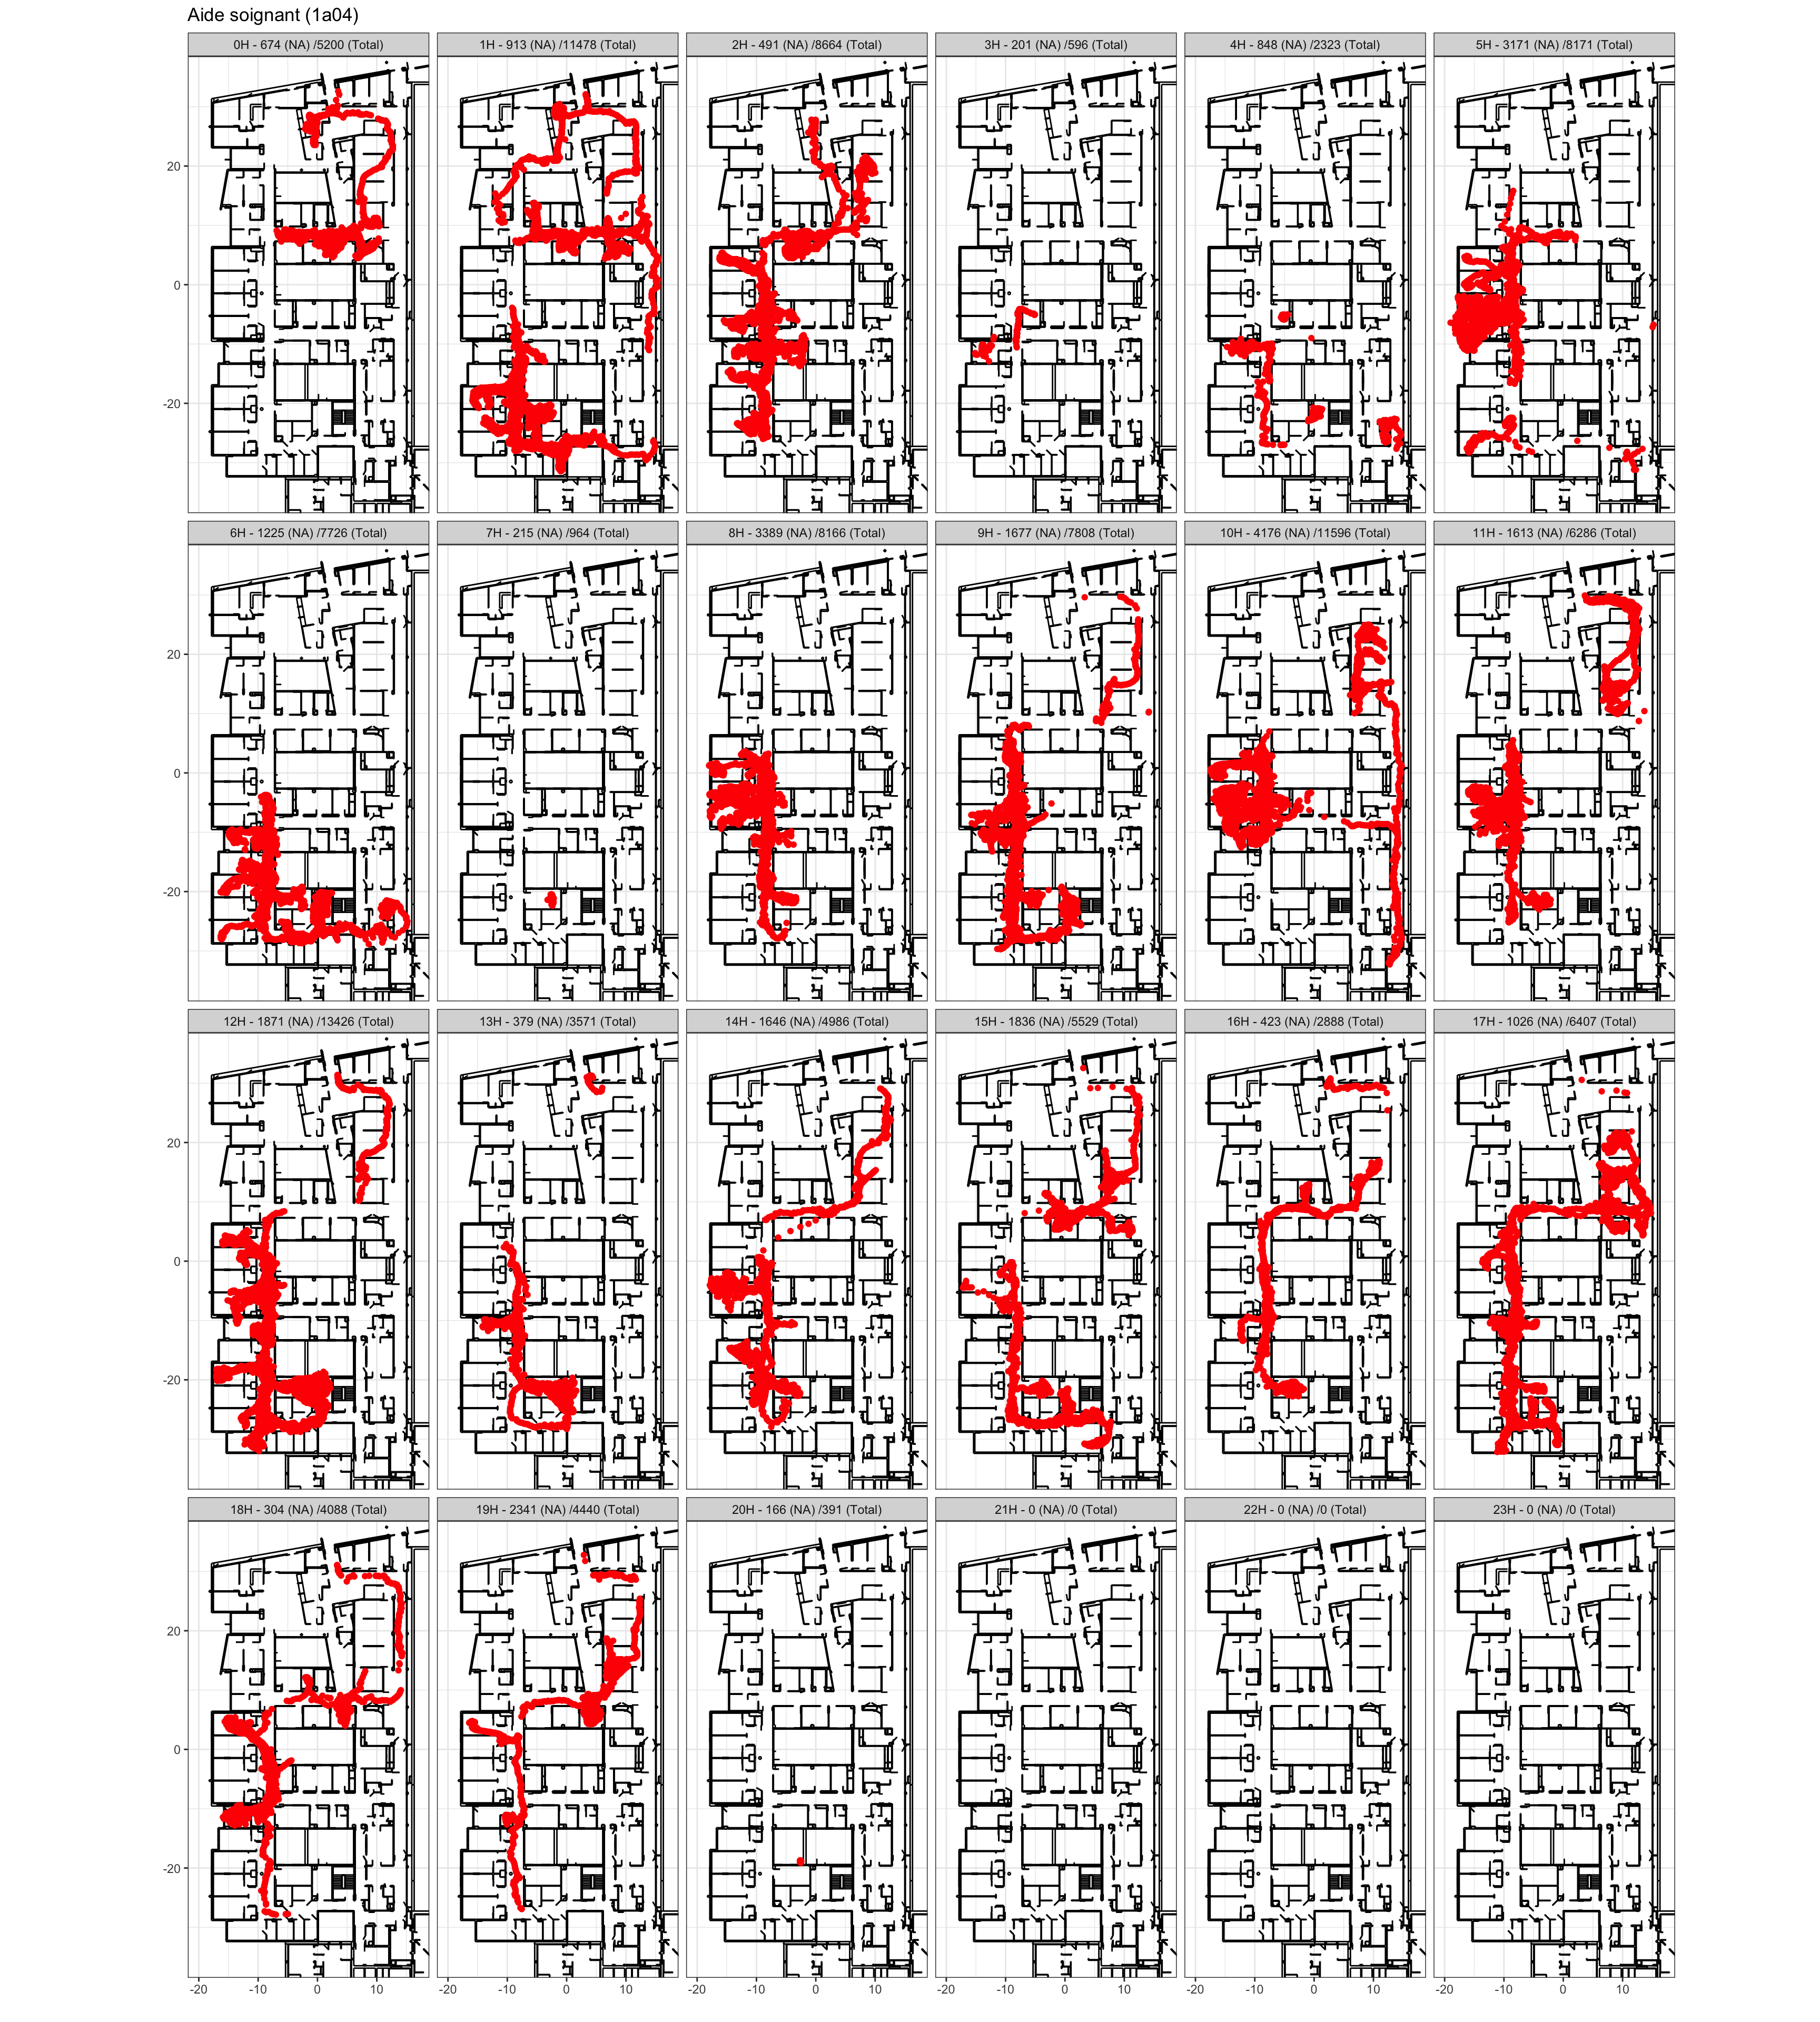 Aide soignant (1a04)
0H - 674 (NA) /5200 (Total)
1H - 913 (NA) /11478 (Total)
2H - 491 (NA) /8664 (Total)
3H - 201 (NA) /596 (Total)
4H - 848 (NA) /2323 (Total)
5H - 3171 (NA) /8171 (Total)
20
0
-20
6H - 1225 (NA) /7726 (Total)
7H - 215 (NA) /964 (Total)
8H - 3389 (NA) /8166 (Total)
9H - 1677 (NA) /7808 (Total)
10H - 4176 (NA) /11596 (Total)
11H - 1613 (NA) /6286 (Total)
20
0
-20
12H - 1871 (NA) /13426 (Total)
13H - 379 (NA) /3571 (Total)
14H - 1646 (NA) /4986 (Total)
15H - 1836 (NA) /5529 (Total)
16H - 423 (NA) /2888 (Total)
17H - 1026 (NA) /6407 (Total)
20
0
-20
18H - 304 (NA) /4088 (Total)
19H - 2341 (NA) /4440 (Total)
20H - 166 (NA) /391 (Total)
21H - 0 (NA) /0 (Total)
22H - 0 (NA) /0 (Total)
23H - 0 (NA) /0 (Total)
20
0
-20
-20 -10 0 10
-20 -10 0 10
-20 -10 0 10
-20 -10 0 10
-20 -10 0 10
-20 -10 0 10